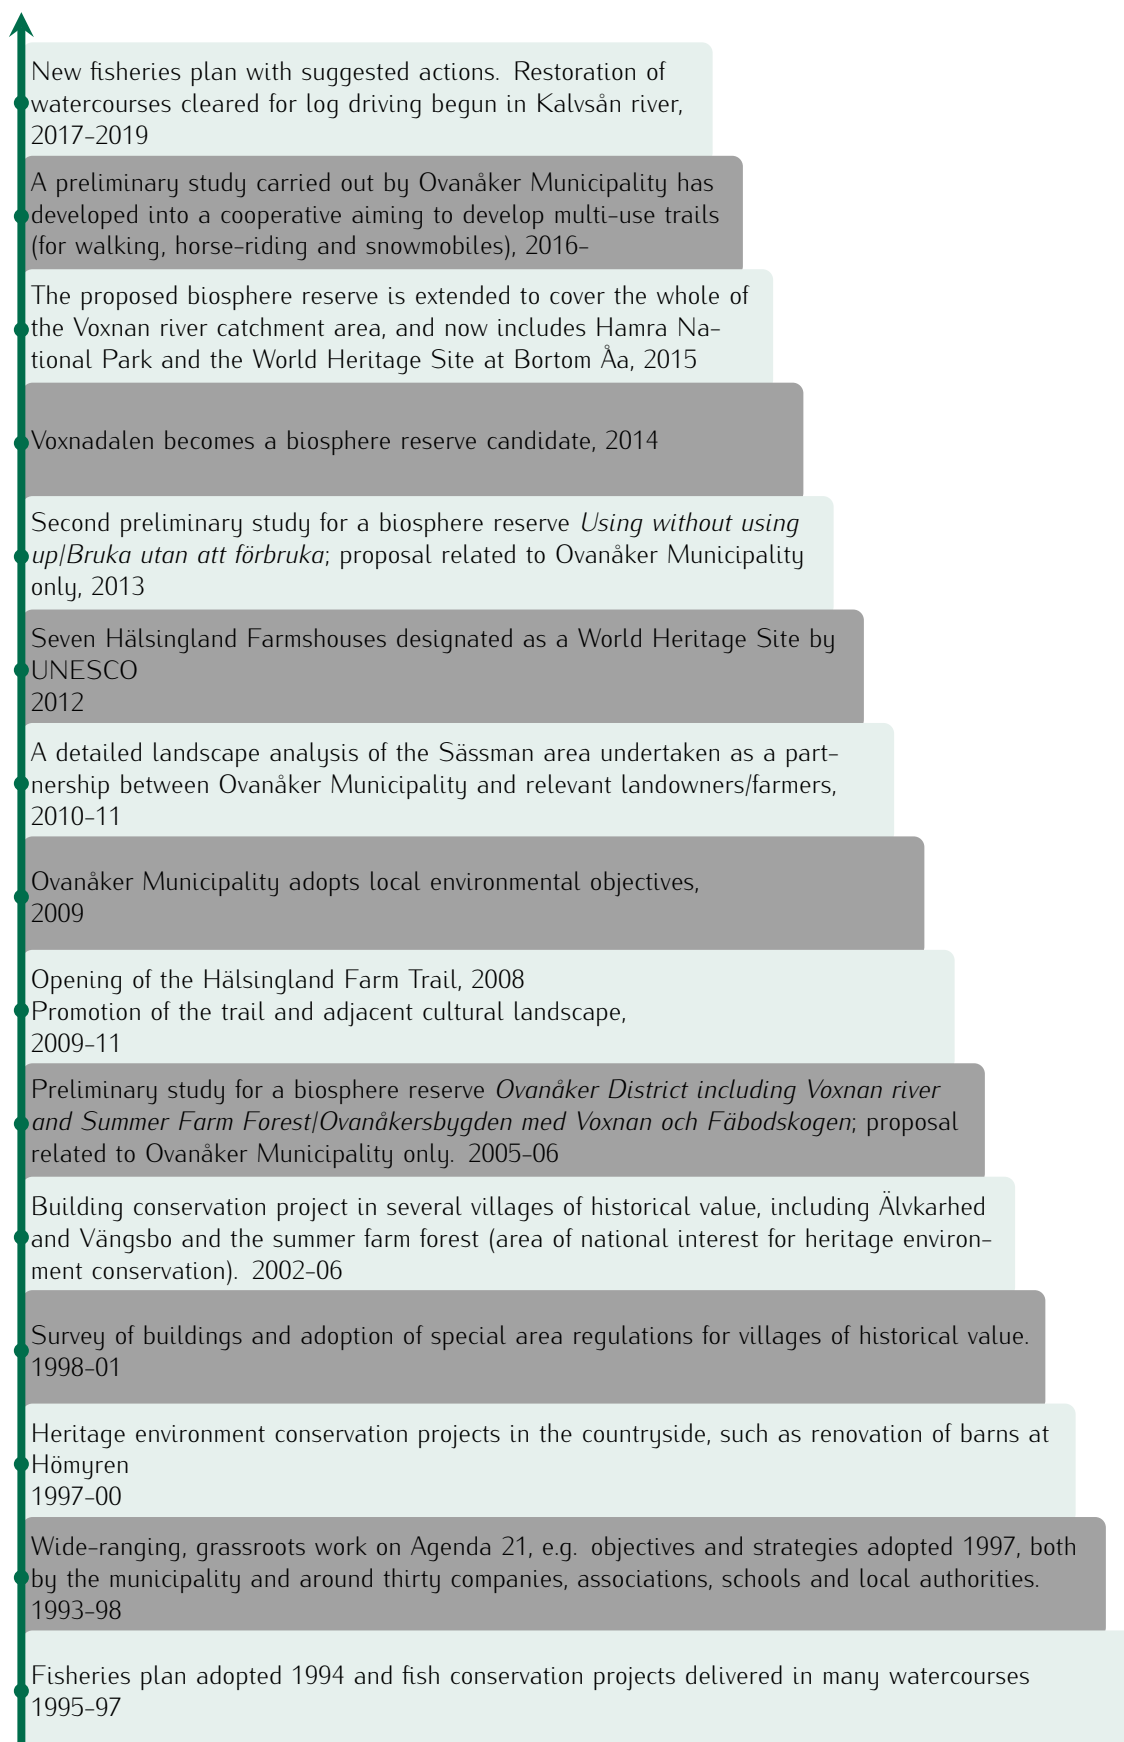 New fisheries plan with suggested actions. Restoration of
watercourses cleared for log driving begun in Kalvsån river,
2017-2019
A preliminary study carried out by Ovanåker Municipality has
developed into a cooperative aiming to develop multi-use trails
(for walking, horse-riding and snowmobiles), 2016-
The proposed biosphere reserve is extended to cover the whole of
the Voxnan river catchment area, and now includes Hamra Na-
tional Park and the World Heritage Site at Bortom Åa, 2015
Voxnadalen becomes a biosphere reserve candidate, 2014
Second preliminary study for a biosphere reserve Using without using
up/Bruka utan att förbruka; proposal related to Ovanåker Municipality
only, 2013
Seven Hälsingland Farmshouses designated as a World Heritage Site by
UNESCO
2012
A detailed landscape analysis of the Sässman area undertaken as a part-
nership between Ovanåker Municipality and relevant landowners/farmers,
2010-11
Ovanåker Municipality adopts local environmental objectives,
2009
Opening of the Hälsingland Farm Trail, 2008
Promotion of the trail and adjacent cultural landscape,
2009-11
Preliminary study for a biosphere reserve Ovanåker District including Voxnan river
and Summer Farm Forest/Ovanåkersbygden med Voxnan och Fäbodskogen; proposal
related to Ovanåker Municipality only. 2005-06
Building conservation project in several villages of historical value, including Älvkarhed
and Vängsbo and the summer farm forest (area of national interest for heritage environ-
ment conservation). 2002-06
Survey of buildings and adoption of special area regulations for villages of historical value.
1998-01
Heritage environment conservation projects in the countryside, such as renovation of barns at
Hömyren
1997-00
Wide-ranging, grassroots work on Agenda 21, e.g. objectives and strategies adopted 1997, both
by the municipality and around thirty companies, associations, schools and local authorities.
1993-98
Fisheries plan adopted 1994 and fish conservation projects delivered in many watercourses
1995-97